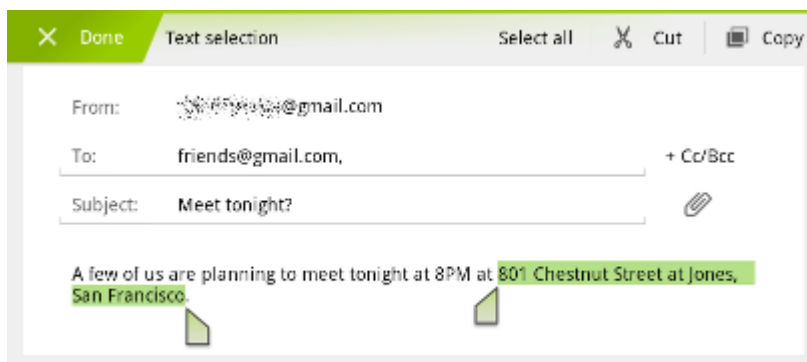 Done Text selection Select all Cut Copy
From: @gmail.com
To: friends@gmail.com, + Cc/Bcc
Subject: Meet tonight?
A few of us are planning to meet tonight at 8PM at 801 Chestnut Street at Jones,
San Francisco.